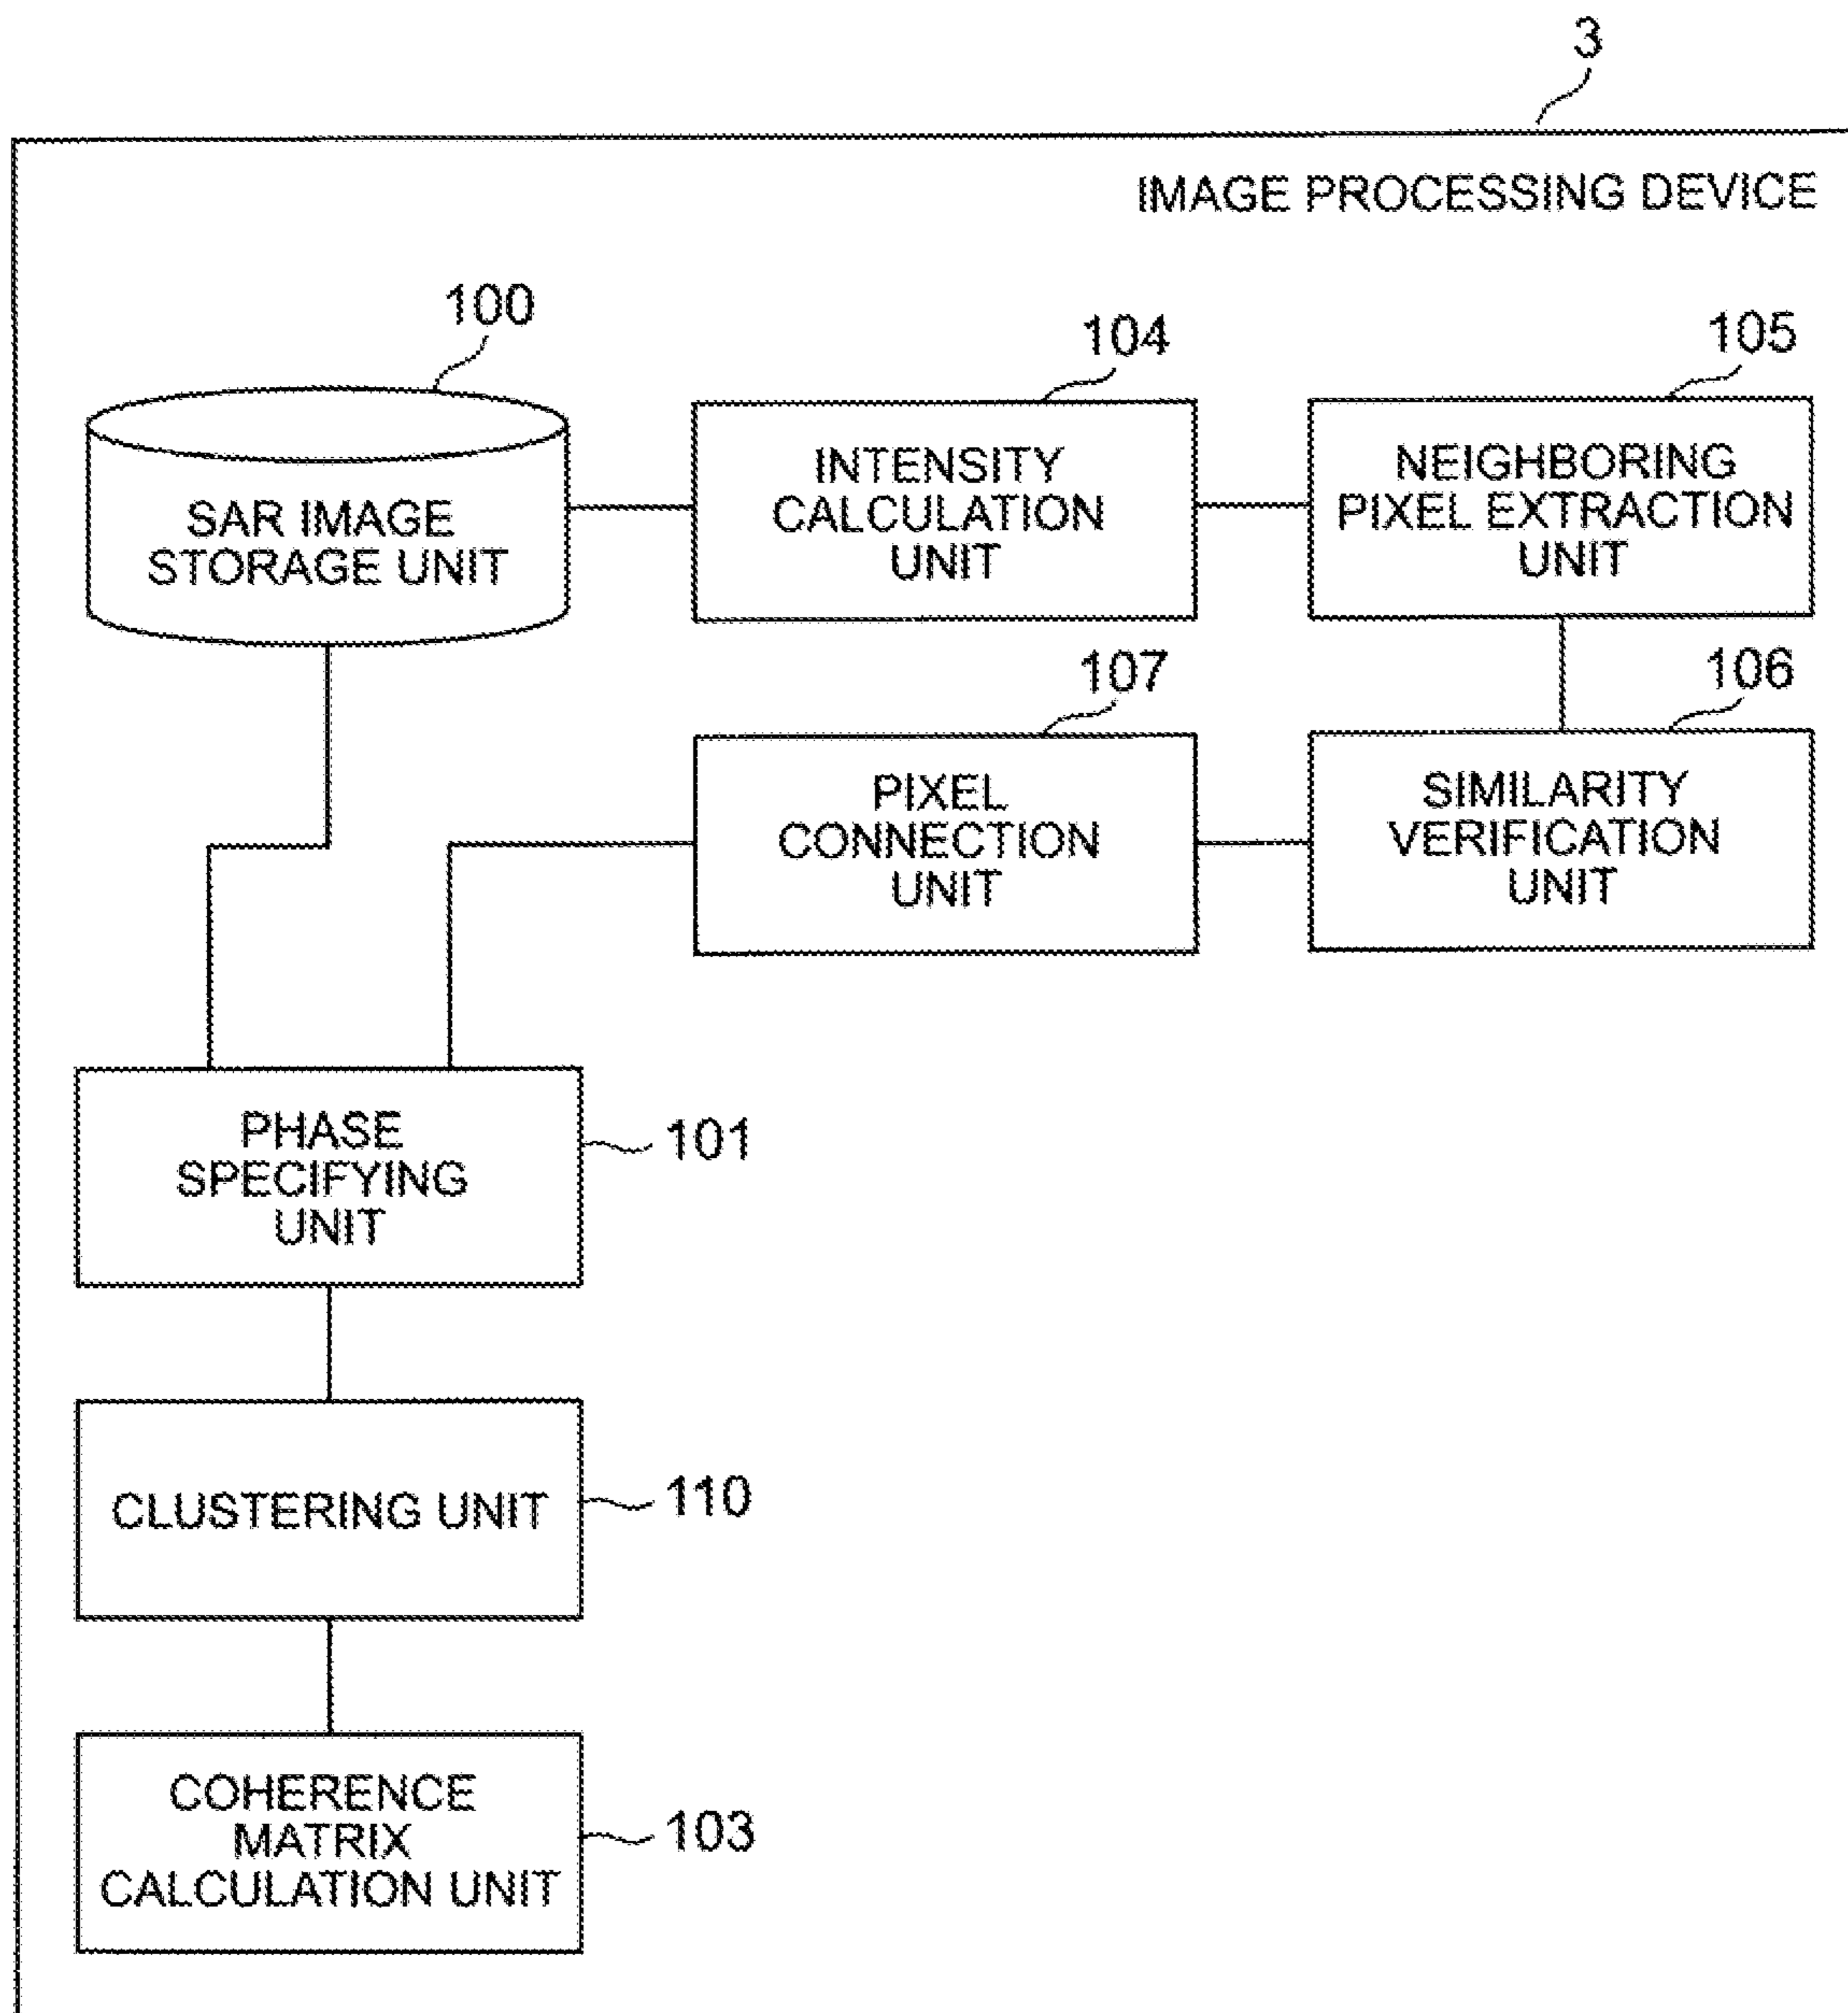 3
IMAGE PROCESSING DEVICE
100
SAR IMAGE
STORAGE UNIT
104
INTENSITY
CALCULATION
UNIT
105
NEIGHBORING
PIXEL EXTRACTION
UNIT
107
PIXEL
CONNECTION
UNIT
106
SIMILARITY
VERIFICATION
UNIT
PHASE
SPECIFYING
UNIT
101
CLUSTERING UNIT
110
COHERENCE
MATRIX
CALCULATION UNIT
103